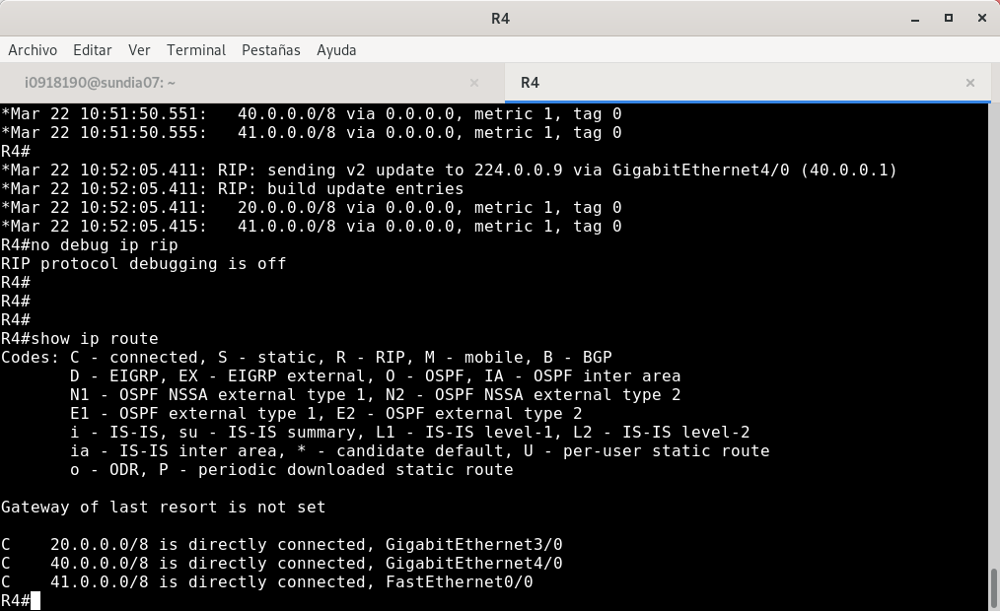 R4
Archivo Editar Ver Terminal Pestañas Ayuda
i0918190@sundia07: ~ R4
*Mar 22 10:51:50.551:   40.0.0.0/8 via 0.0.0.0, metric 1, tag 0
*Mar 22 10:51:50.555:   41.0.0.0/8 via 0.0.0.0, metric 1, tag 0
R4#
*Mar 22 10:52:05.411: RIP: sending v2 update to 224.0.0.9 via GigabitEthernet4/0 (40.0.0.1)
*Mar 22 10:52:05.411: RIP: build update entries
*Mar 22 10:52:05.411:   20.0.0.0/8 via 0.0.0.0, metric 1, tag 0
*Mar 22 10:52:05.415:   41.0.0.0/8 via 0.0.0.0, metric 1, tag 0
R4#no debug ip rip
RIP protocol debugging is off
R4#
R4#
R4#
R4#show ip route
Codes: C - connected, S - static, R - RIP, M - mobile, B - BGP
       D - EIGRP, EX - EIGRP external, O - OSPF, IA - OSPF inter area
       N1 - OSPF NSSA external type 1, N2 - OSPF NSSA external type 2
       E1 - OSPF external type 1, E2 - OSPF external type 2
       i - IS-IS, su - IS-IS summary, L1 - IS-IS level-1, L2 - IS-IS level-2
       ia - IS-IS inter area, * - candidate default, U - per-user static route
       o - ODR, P - periodic downloaded static route
Gateway of last resort is not set
C    20.0.0.0/8 is directly connected, GigabitEthernet3/0
C    40.0.0.0/8 is directly connected, GigabitEthernet4/0
C    41.0.0.0/8 is directly connected, FastEthernet0/0
R4#